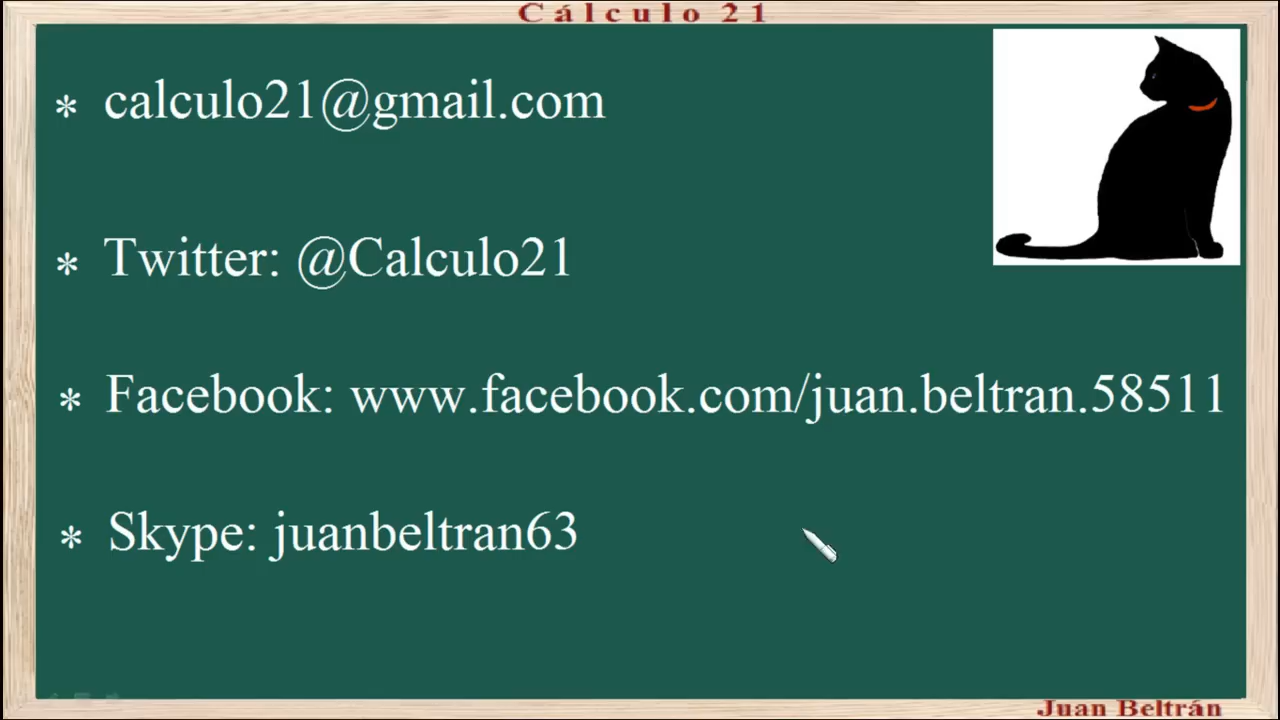 Cálculo 21
* calculo21@gmail.com
* Twitter: @Calculo21
* Facebook: www.facebook.com/juan.beltran.58511
* Skype: juanbeltran63
Juan Beltrán